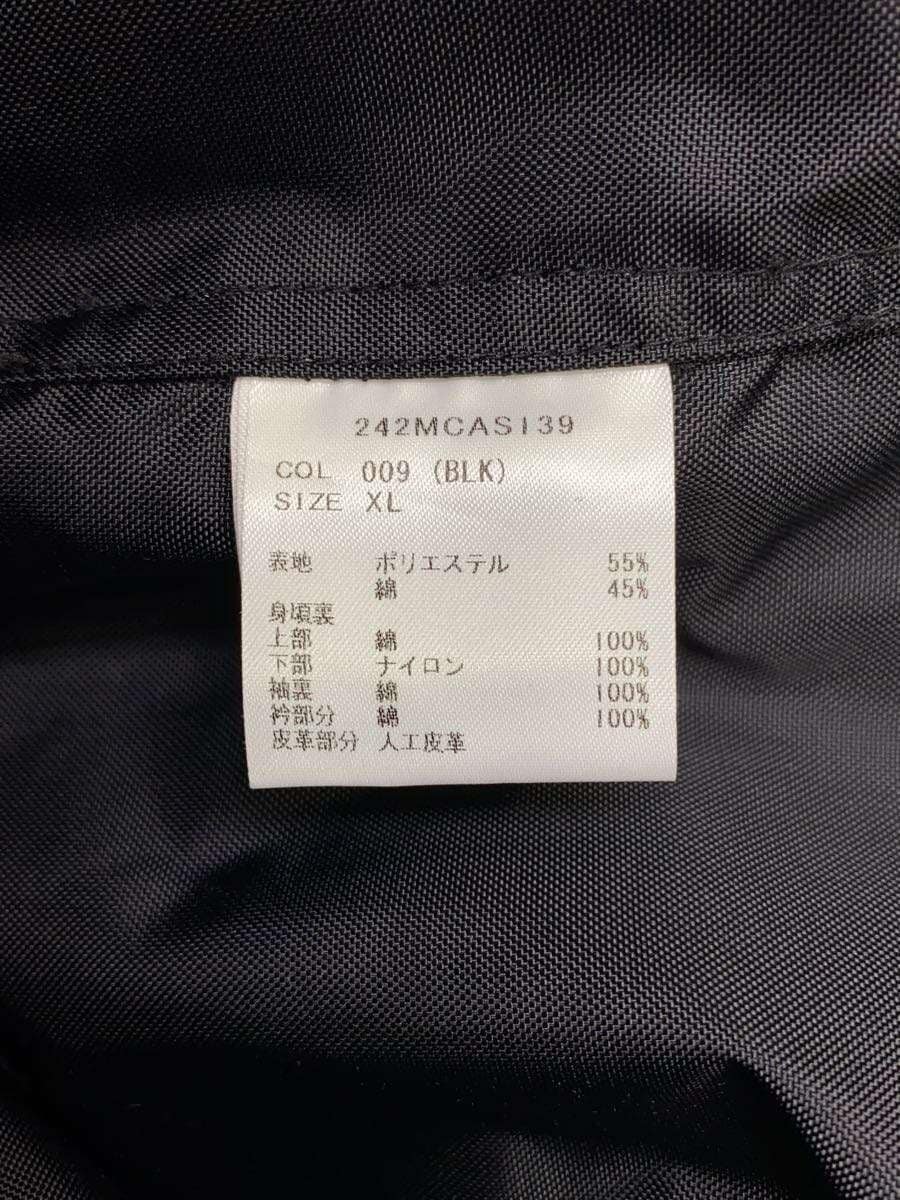 242MCAS139
COL 009 (BLK)
SIZE XL
表地 ポリエステル 55%
綿 45%
身頃裏
上部 綿 100%
下部 ナイロン 100%
袖裏 綿 100%
衿部分 綿 100%
皮革部分 人工皮革